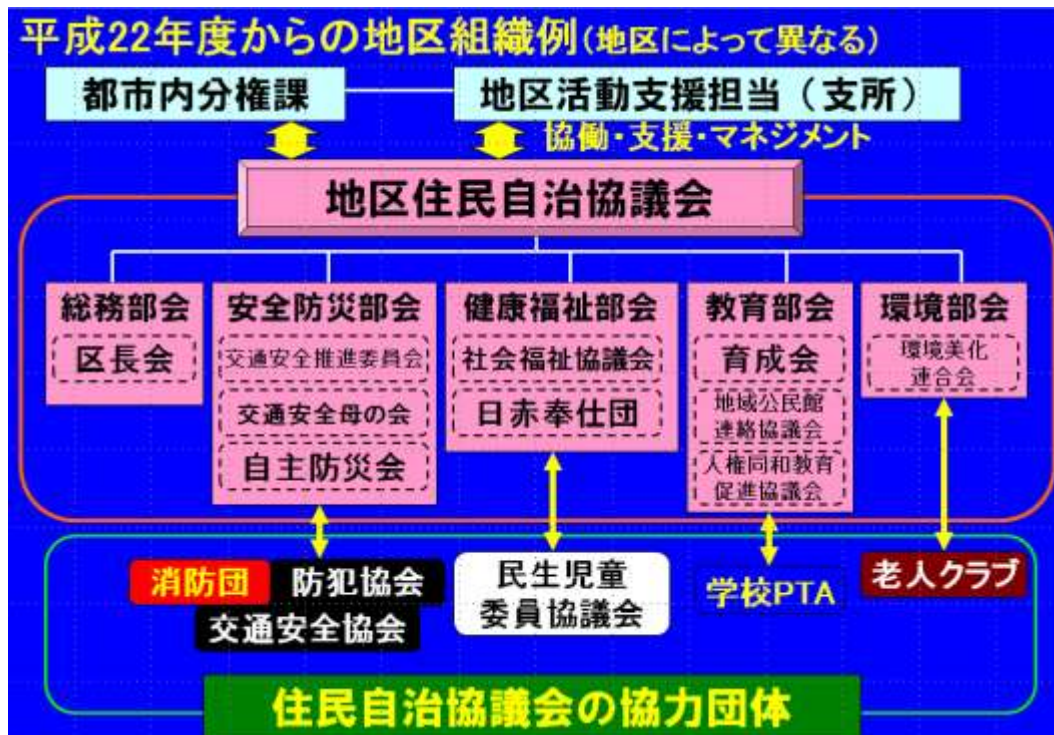 平成22年度からの地区組織例(地区によって異なる)
都市内分権課
地区活動支援担当(支所)
協働・支援・マネジメント
地区住民自治協議会
総務部会
区長会
安全防災部会
交通安全推進委員会
交通安全母の会
自主防災会
健康福祉部会
社会福祉協議会
日赤奉仕団
教育部会
育成会
地域公民館
連絡協議会
人権同和教育
促進協議会
環境部会
環境美化
連合会
消防団
防犯協会
交通安全協会
民生児童
委員協議会
学校PTA
老人クラブ
住民自治協議会の協力団体